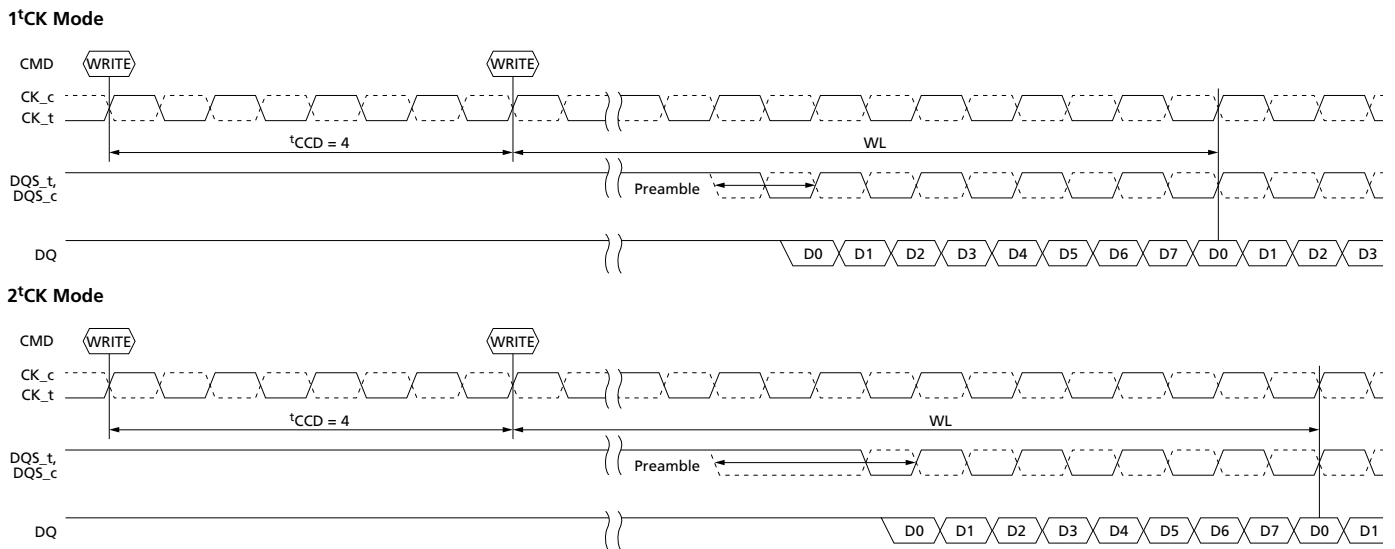 1tCK Mode
CMD WRITE WRITE
CK_c
CK_t
tCCD = 4 WL
DQS_t,
DQS_c
Preamble
DQ D0 D1 D2 D3 D4 D5 D6 D7 D0 D1 D2 D3
2tCK Mode
CMD WRITE WRITE
CK_c
CK_t
tCCD = 4 WL
DQS_t,
DQS_c
Preamble
DQ D0 D1 D2 D3 D4 D5 D6 D7 D0 D1